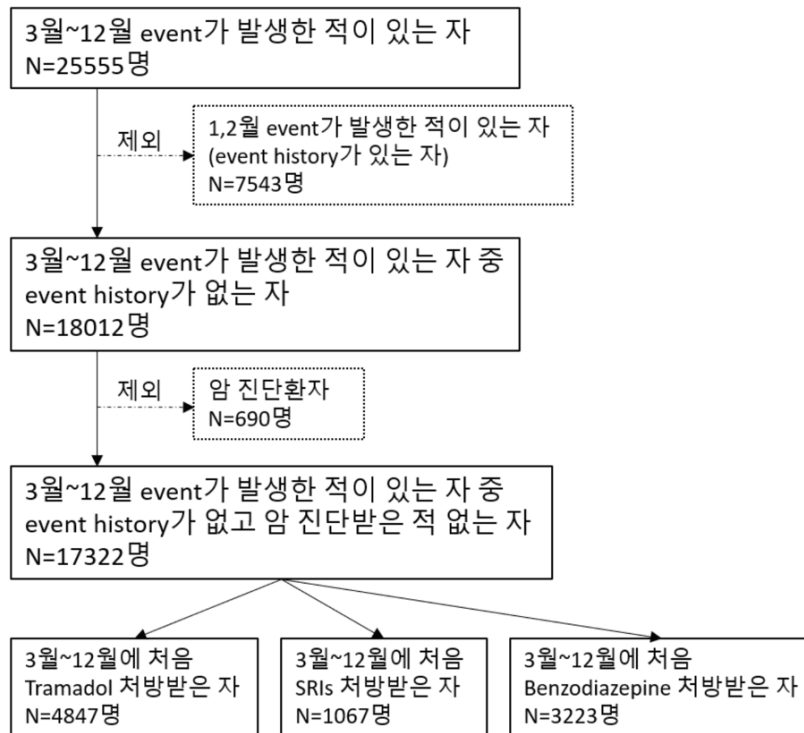 3월~12월 event가 발생한 적이 있는 자
N=25555명
제외
1,2월 event가 발생한 적이 있는 자
(event history가 있는 자)
N=7543명
3월~12월 event가 발생한 적이 있는 자 중
event history가 없는 자
N=18012명
제외
암 진단환자
N=690명
3월~12월 event가 발생한 적이 있는 자 중
event history가 없고 암 진단받은 적 없는 자
N=17322명
3월~12월에 처음
Tramadol 처방받은 자
N=4847명
3월~12월에 처음
SRIs 처방받은 자
N=1067명
3월~12월에 처음
Benzodiazepine 처방받은 자
N=3223명